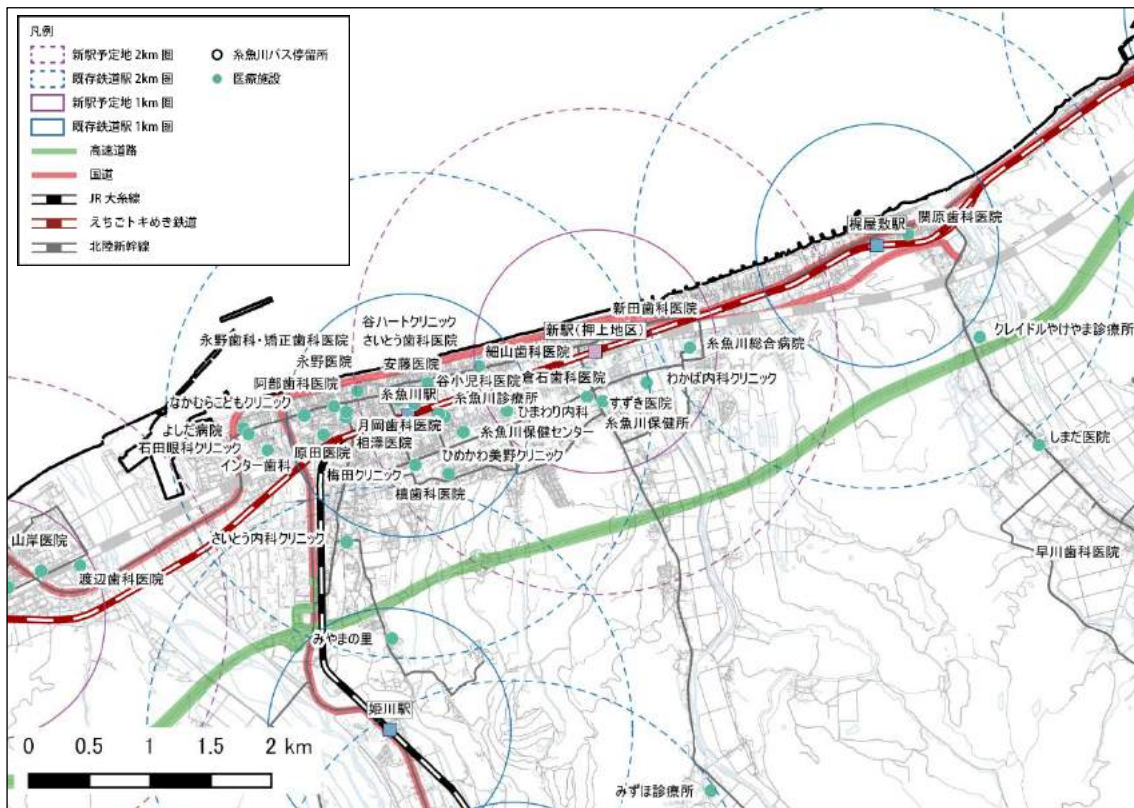 凡例
新駅予定地 2km 圏
既存鉄道駅 2km 圏
新駅予定地 1km 圏
既存鉄道駅 1km 圏
高速道路
国道
JR 大糸線
えちごトキめき鉄道
北陸新幹線
糸魚川バス停留所
医療施設
関原歯科医院
梶屋敷駅
新田歯科医院
谷ハートクリニック
さいとう歯科医院
新駅(押上地区)
クレイドルやけやま診療所
永野歯科・矯正歯科医院
糸魚川総合病院
永野医院
安藤医院
細山歯科医院
阿部歯科医院
谷小児科医院
倉石歯科医院
わかば内科クリニック
糸魚川駅
糸魚川診療所
なかむらこどもクリニック
すずき医院
ひまわり内科
月岡歯科医院
糸魚川保健所
よしだ病院
糸魚川保健センター
相澤医院
石田眼科クリニック
原田医院
しまだ医院
インター歯科
ひめかわ美野クリニック
梅田クリニック
植歯科医院
さいとう内科クリニック
山岸医院
早川歯科医院
渡辺歯科医院
みやまの里
姫川駅
0 0.5 1 1.5 2 km
みずほ診療所